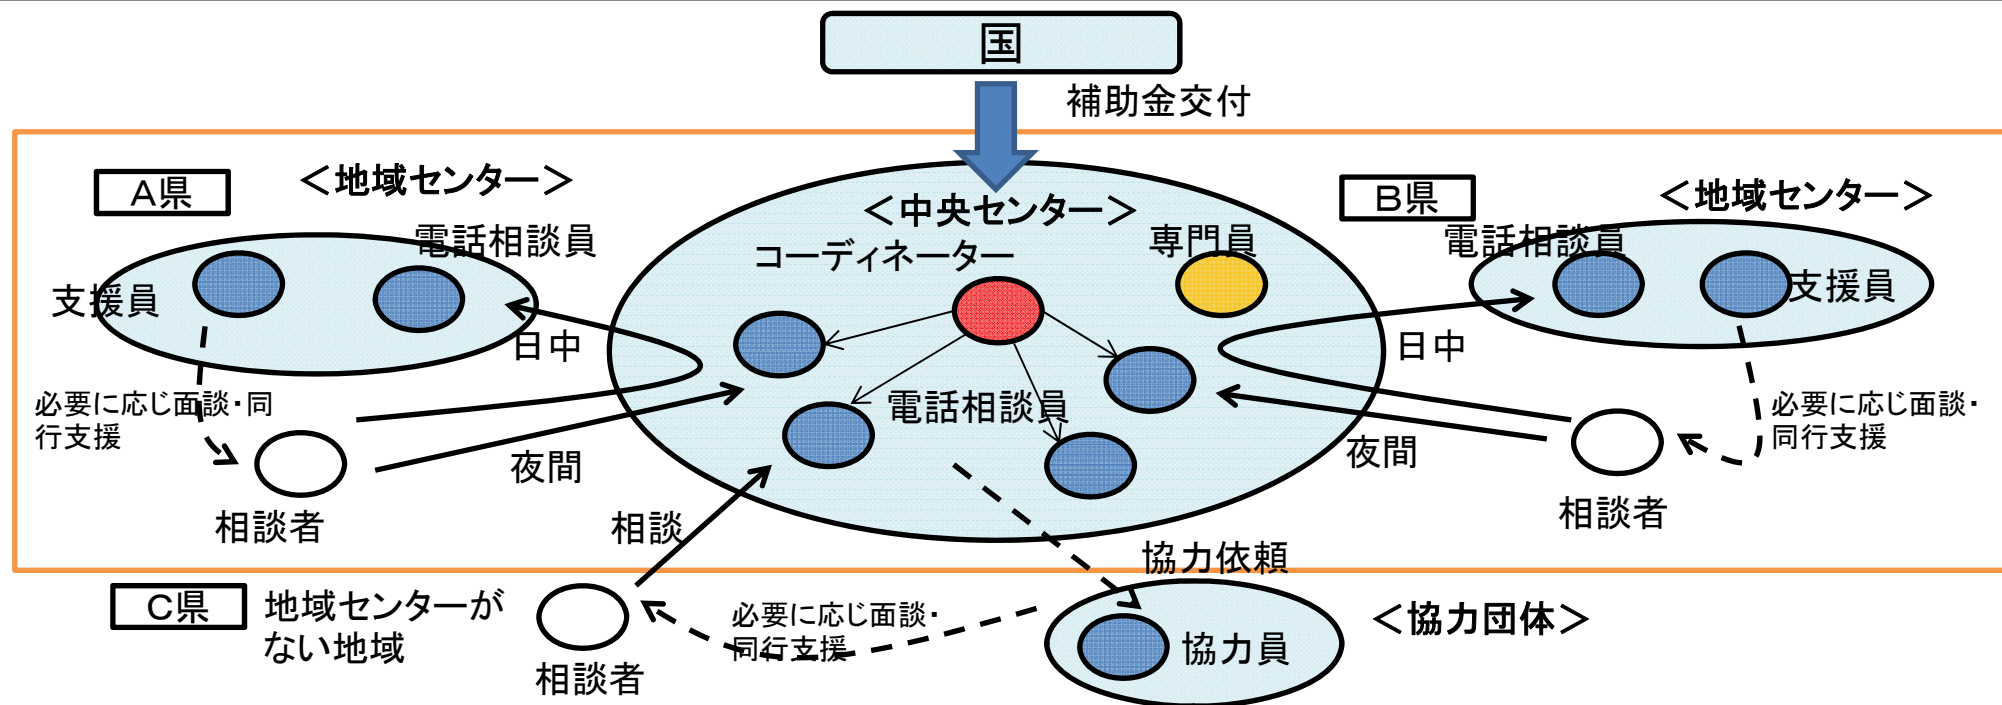 国
補助金交付
A県
＜地域センター＞
＜中央センター＞
B県
＜地域センター＞
電話相談員
コーディネーター
専門員
電話相談員
支援員
支援員
日中
日中
必要に応じ面談・同
行支援
電話相談員
必要に応じ面談・
同行支援
夜間
夜間
相談者
相談
相談者
協力依頼
C県
地域センターが
ない地域
必要に応じ面談・
同行支援
＜協力団体＞
協力員
相談者